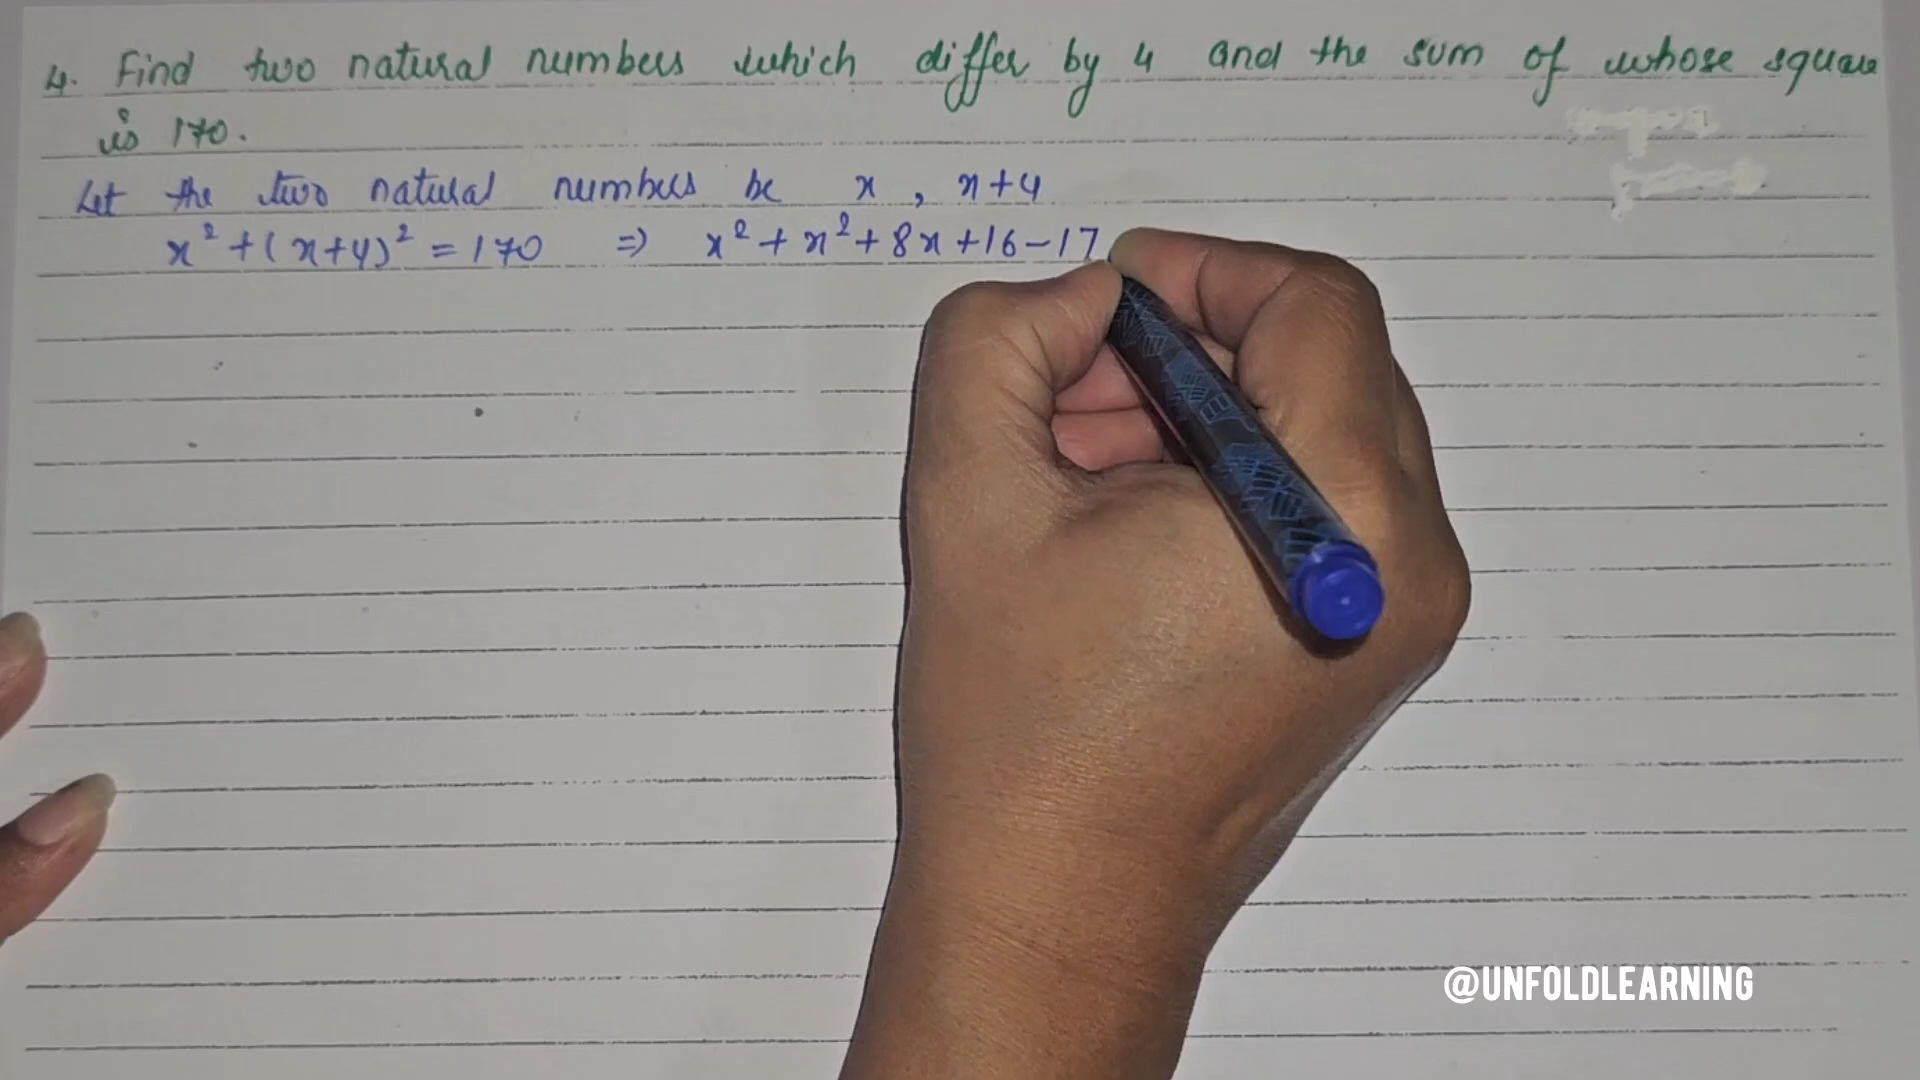 4. Find two natural numbers which differ by 4 and the sum of whose square
is 170.
Let the two natural numbers be x , x+4
x² + (x+4)² = 170 ⇒ x² + x² + 8x + 16 - 17
@UNFOLDLEARNING